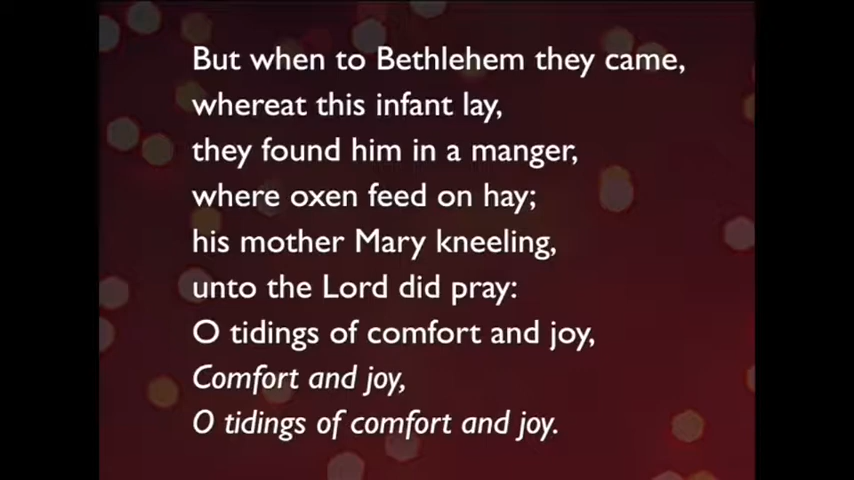 But when to Bethlehem they came,
whereat this infant lay,
they found him in a manger,
where oxen feed on hay;
his mother Mary kneeling,
unto the Lord did pray:
O tidings of comfort and joy,
Comfort and joy,
O tidings of comfort and joy.